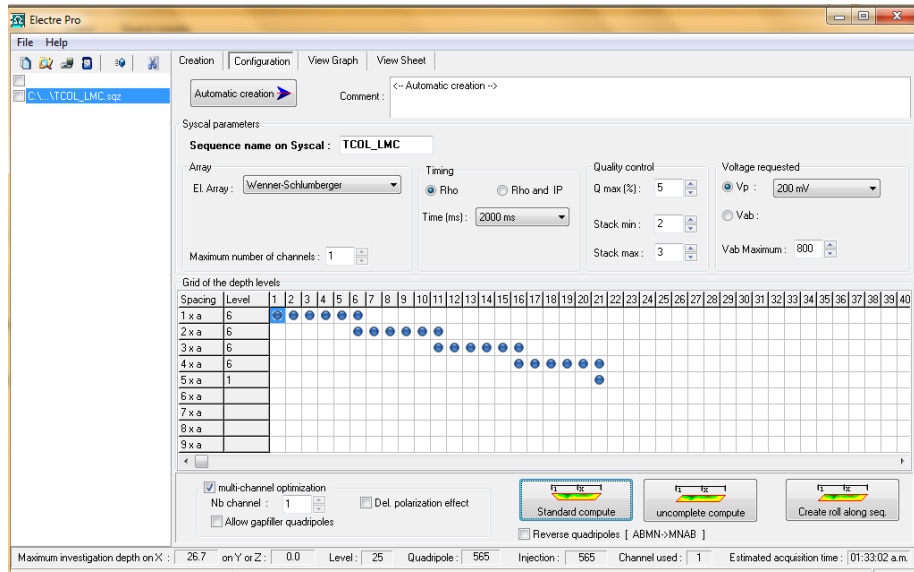 Electre Pro
File Help
C:\...\TCOL_LMC.sqz
Creation Configuration View Graph View Sheet
Automatic creation
Comment :
<-- Automatic creation -->
Syscal parameters
Sequence name on Syscal : TCOL_LMC
Array
El. Array : Wenner-Schlumberger
Maximum number of channels : 1
Timing
Rho Rho and IP
Time (ms) : 2000 ms
Quality control
Q max (%) : 5
Stack min : 2
Stack max : 3
Voltage requested
Vp : 200 mV
Vab :
Vab Maximum : 800
Grid of the depth levels
Spacing Level 1 2 3 4 5 6 7 8 9 10 11 12 13 14 15 16 17 18 19 20 21 22 23 24 25 26 27 28 29 30 31 32 33 34 35 36 37 38 39 40
1 x a 6
2 x a 6
3 x a 6
4 x a 6
5 x a 1
6 x a
7 x a
8 x a
9 x a
multi-channel optimization
Nb channel : 1
Allow gapfiller quadripoles
Del. polarization effect
Standard compute
uncomplete compute
Create roll along seq.
Reverse quadripoles [ ABMN->MNAB ]
Maximum investigation depth on X : 26.7 on Y or Z : 0.0 Level : 25 Quadripole : 565 Injection : 565 Channel used : 1 Estimated acquisition time : 01:33:02 a.m.